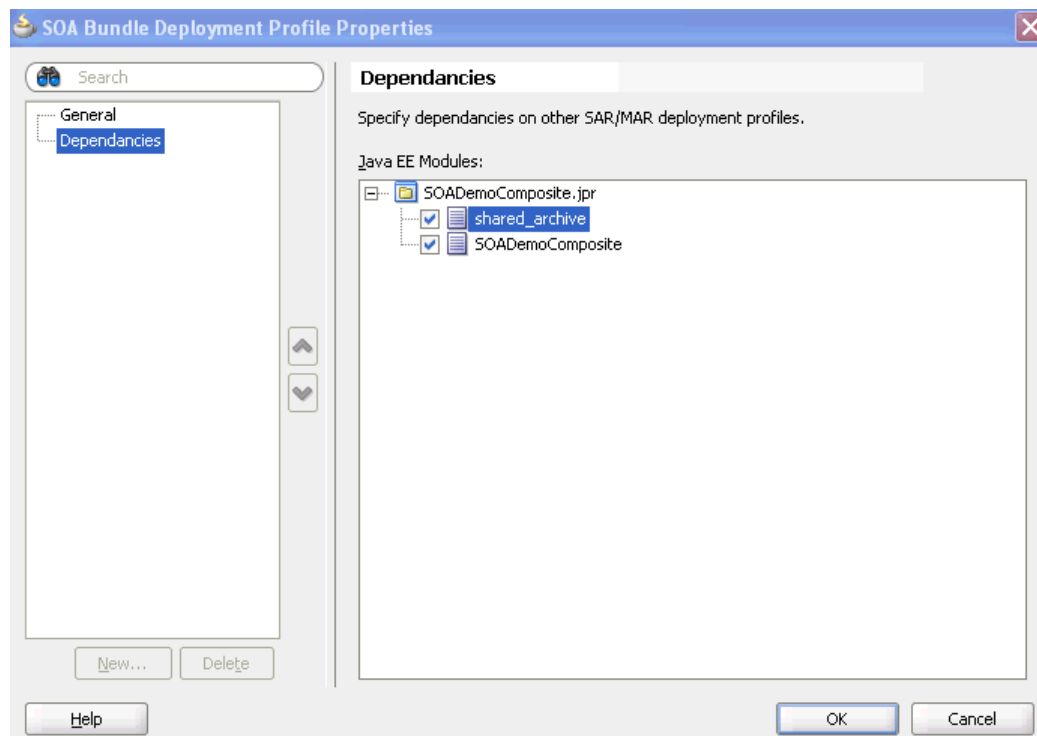 SOA Bundle Deployment Profile Properties
Search
General
Dependancies
New...
Delete
Dependancies
Specify dependancies on other SAR/MAR deployment profiles.
Java EE Modules:
SOADemoComposite.jpr
shared_archive
SOADemoComposite
Help
OK
Cancel